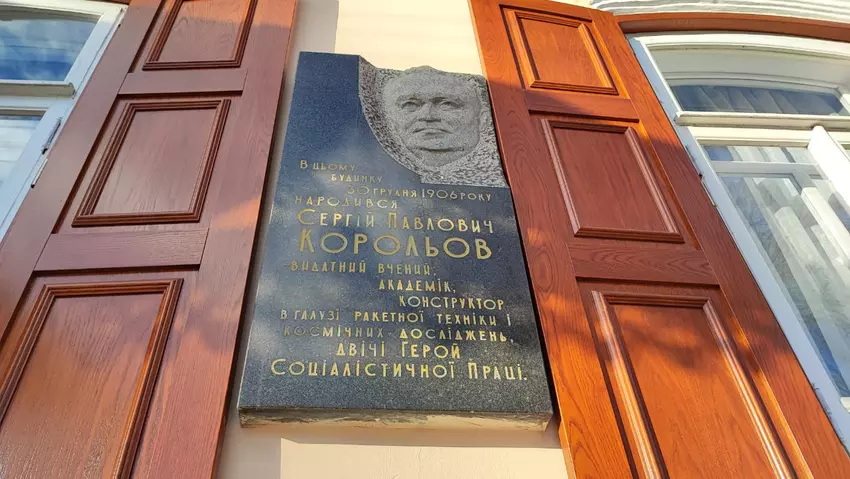 В цьому
будинку
30 грудня 1906 року
народився
Сергій Павлович
КОРОЛЬОВ
видатний вчений,
академік,
конструктор
в галузі ракетної техніки і
космічних досліджень,
двічі Герой
Соціалістичної Праці.